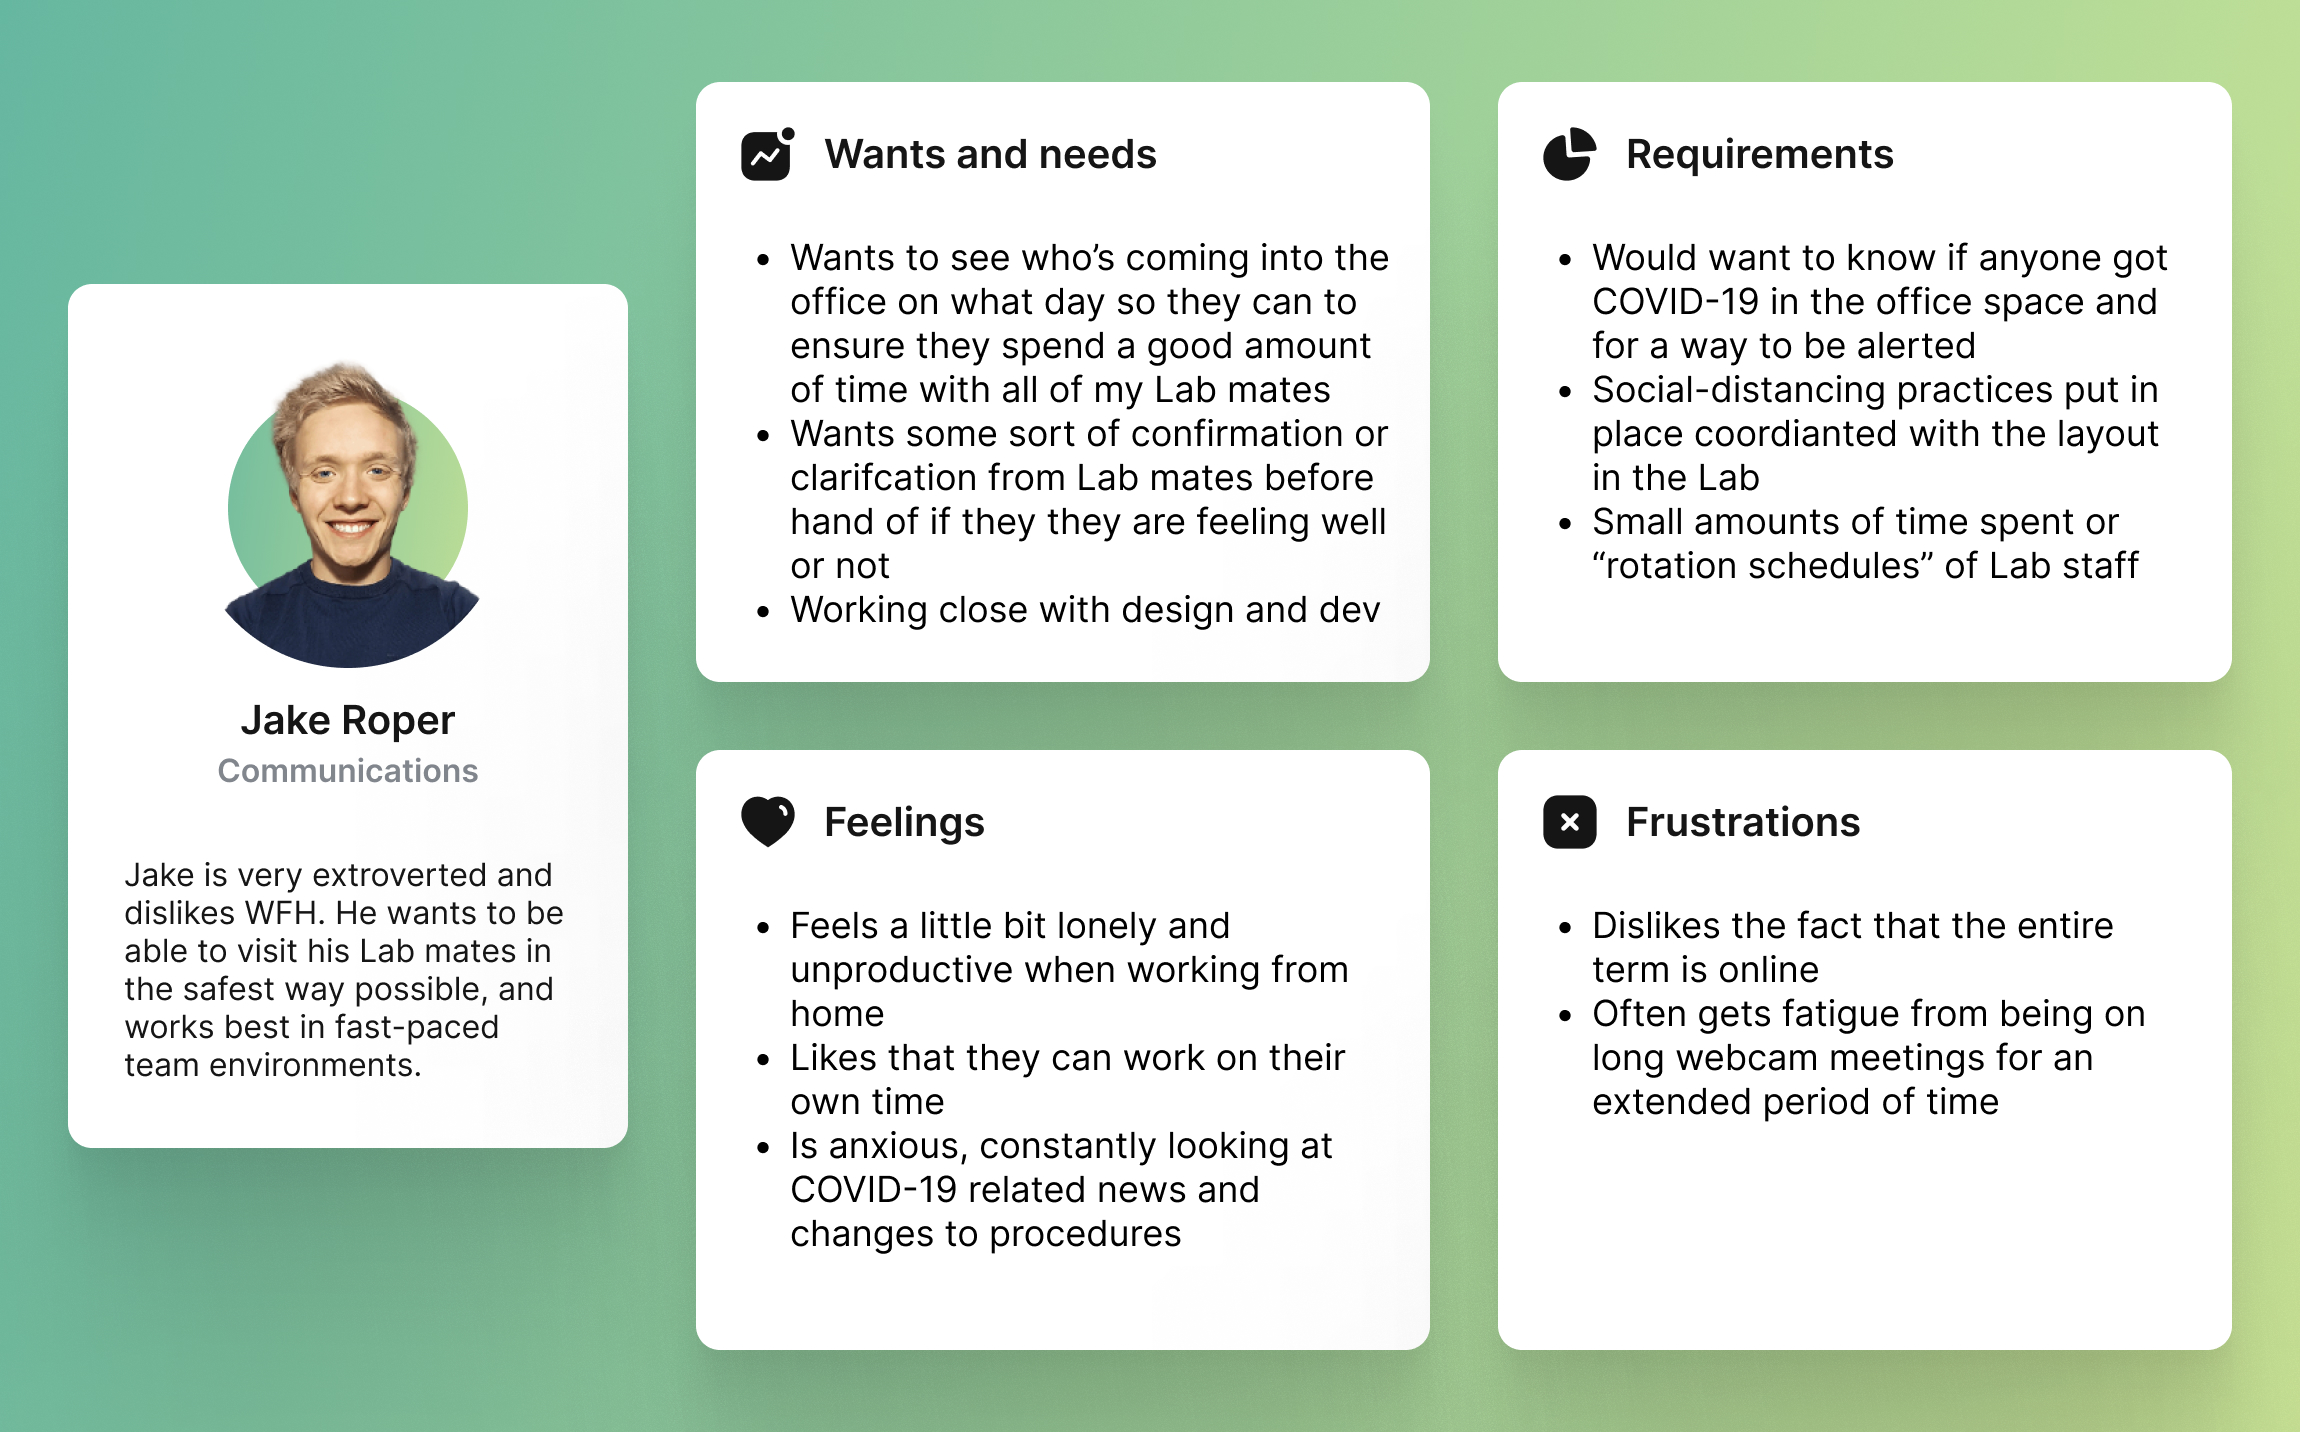 Jake Roper
Communications
Jake is very extroverted and
dislikes WFH. He wants to be
able to visit his Lab mates in
the safest way possible, and
works best in fast-paced
team environments.
Wants and needs
• Wants to see who’s coming into the
office on what day so they can to
ensure they spend a good amount
of time with all of my Lab mates
• Wants some sort of confirmation or
clarifcation from Lab mates before
hand of if they they are feeling well
or not
• Working close with design and dev
Requirements
• Would want to know if anyone got
COVID-19 in the office space and
for a way to be alerted
• Social-distancing practices put in
place coordianted with the layout
in the Lab
• Small amounts of time spent or
“rotation schedules” of Lab staff
Feelings
• Feels a little bit lonely and
unproductive when working from
home
• Likes that they can work on their
own time
• Is anxious, constantly looking at
COVID-19 related news and
changes to procedures
Frustrations
• Dislikes the fact that the entire
term is online
• Often gets fatigue from being on
long webcam meetings for an
extended period of time